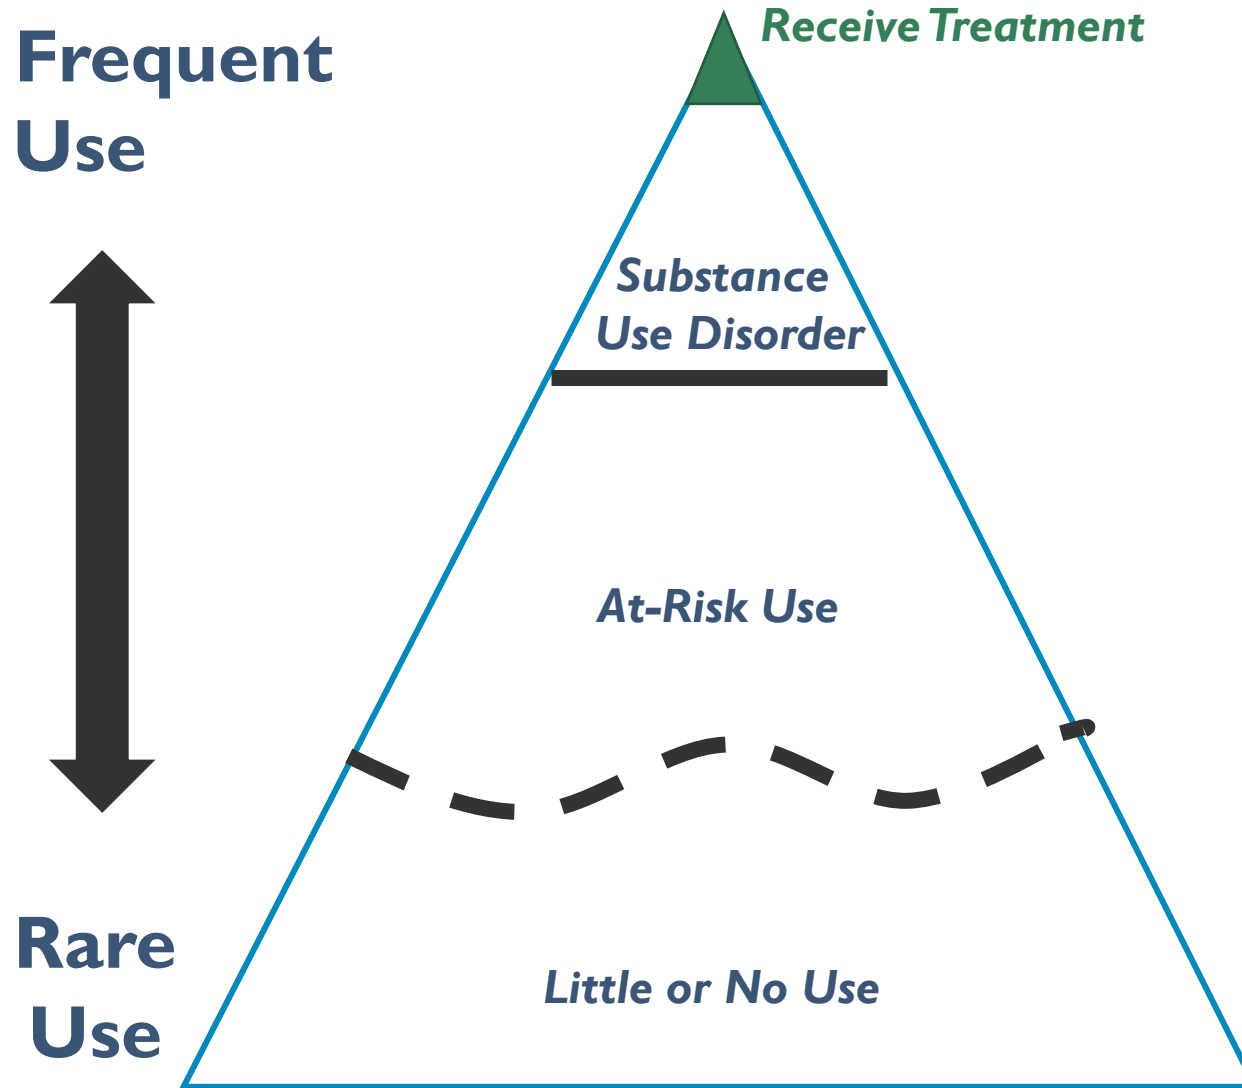 Frequent
Use
Receive Treatment
Substance
Use Disorder
At-Risk Use
Rare
Use
Little or No Use